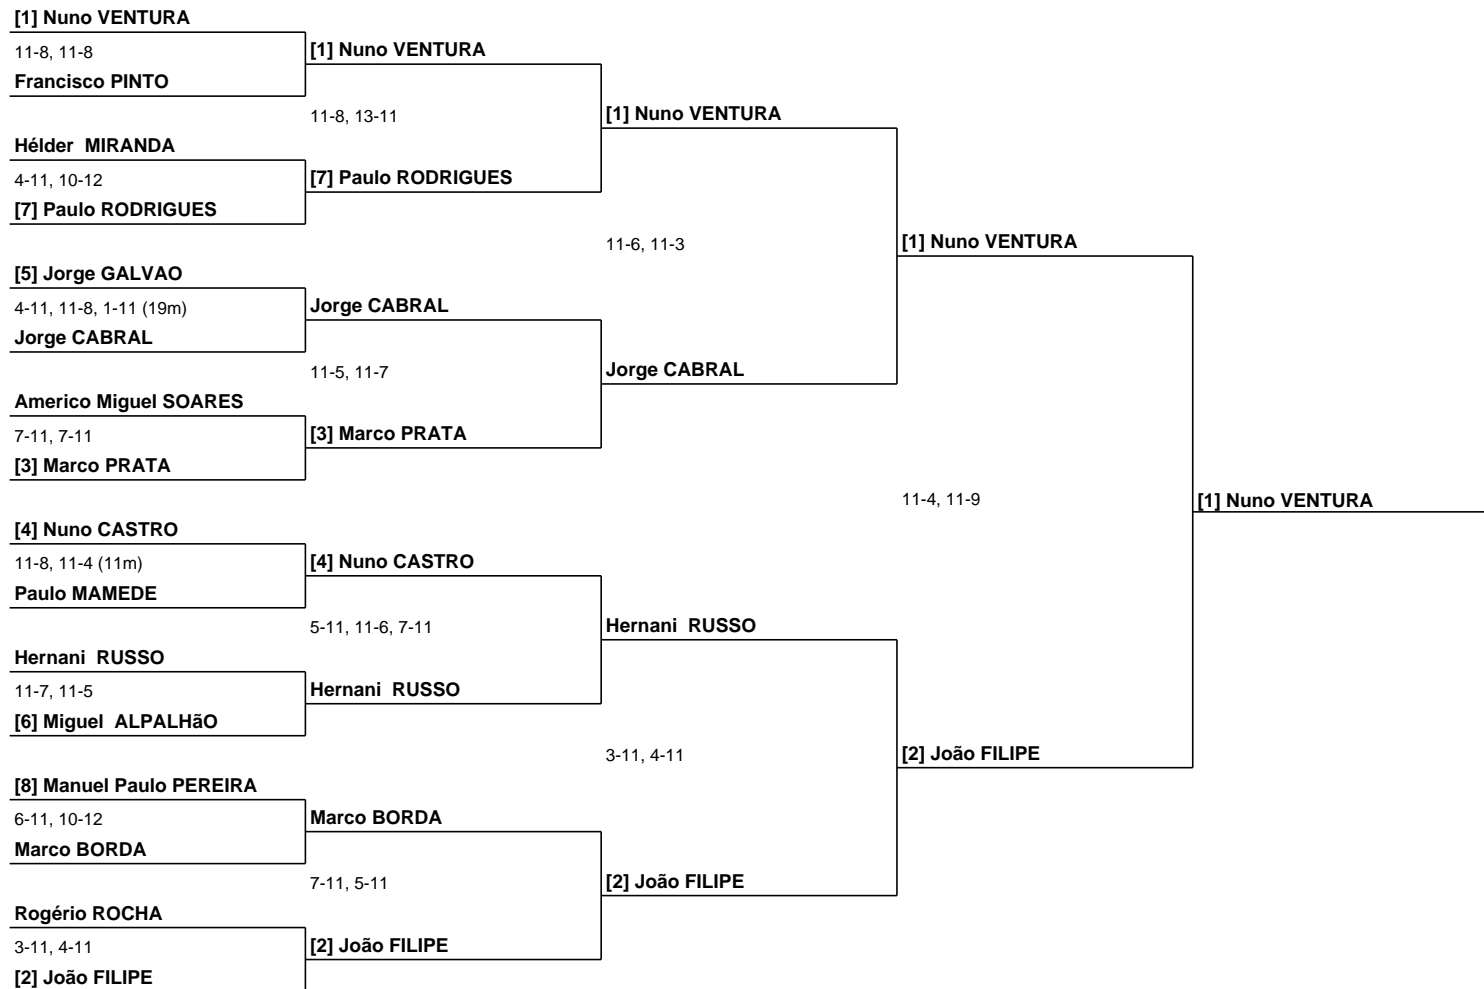 [1] Nuno VENTURA
11-8, 11-8
Francisco PINTO
Hélder  MIRANDA
4-11, 10-12
[7] Paulo RODRIGUES
[5] Jorge GALVAO
4-11, 11-8, 1-11 (19m)
Jorge CABRAL
Americo Miguel SOARES
7-11, 7-11
[3] Marco PRATA
[4] Nuno CASTRO
11-8, 11-4 (11m)
Paulo MAMEDE
Hernani  RUSSO
11-7, 11-5
[6] Miguel  ALPALHãO
[8] Manuel Paulo PEREIRA
6-11, 10-12
Marco BORDA
Rogério ROCHA
3-11, 4-11
[2] João FILIPE
[1] Nuno VENTURA
11-8, 13-11
[7] Paulo RODRIGUES
Jorge CABRAL
11-5, 11-7
[3] Marco PRATA
[4] Nuno CASTRO
5-11, 11-6, 7-11
Hernani  RUSSO
Marco BORDA
7-11, 5-11
[2] João FILIPE
[1] Nuno VENTURA
11-6, 11-3
Jorge CABRAL
Hernani  RUSSO
3-11, 4-11
[2] João FILIPE
[1] Nuno VENTURA
11-4, 11-9
[2] João FILIPE
[1] Nuno VENTURA